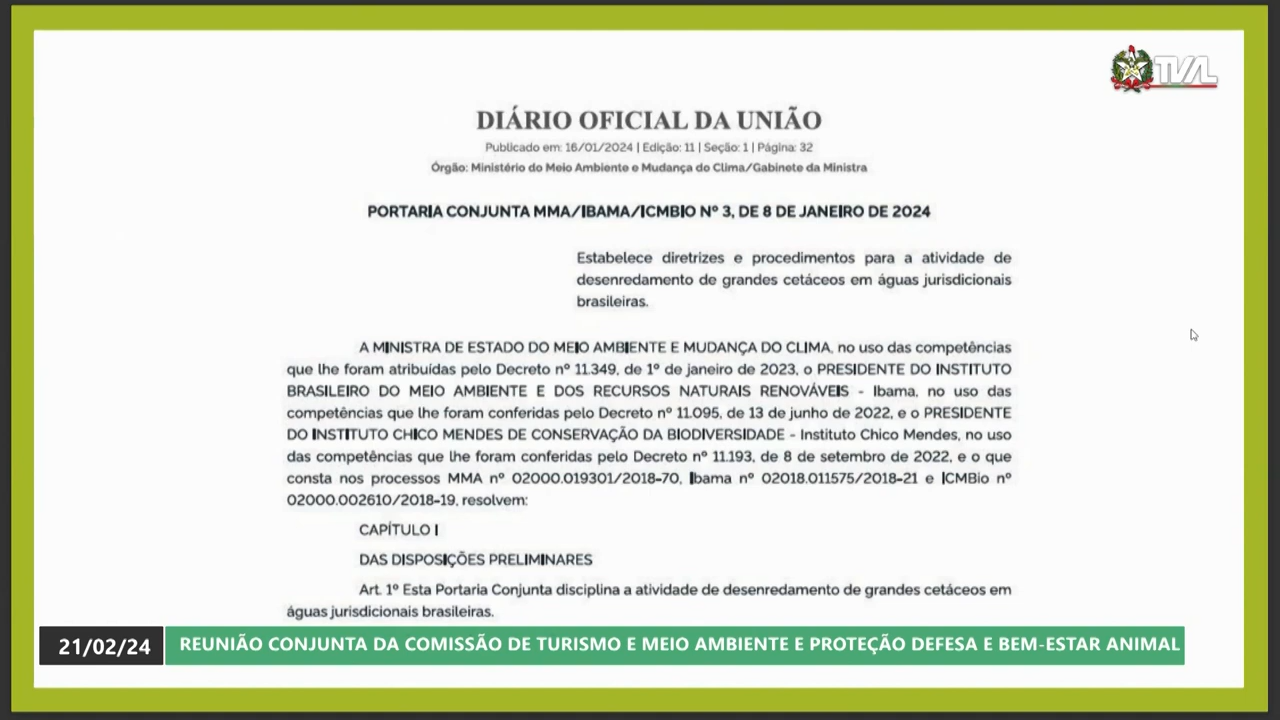 TVAL
DIÁRIO OFICIAL DA UNIÃO
Publicado em: 16/01/2024 | Edição: 11 | Seção: 1 | Página: 32
Órgão: Ministério do Meio Ambiente e Mudança do Clima/Gabinete da Ministra
PORTARIA CONJUNTA MMA/IBAMA/ICMBIO Nº 3, DE 8 DE JANEIRO DE 2024
Estabelece diretrizes e procedimentos para a atividade de
desenredamento de grandes cetáceos em águas jurisdicionais
brasileiras.
A MINISTRA DE ESTADO DO MEIO AMBIENTE E MUDANÇA DO CLIMA, no uso das competências
que lhe foram atribuídas pelo Decreto nº 11.349, de 1º de janeiro de 2023, o PRESIDENTE DO INSTITUTO
BRASILEIRO DO MEIO AMBIENTE E DOS RECURSOS NATURAIS RENOVÁVEIS - Ibama, no uso das
competências que lhe foram conferidas pelo Decreto nº 11.095, de 13 de junho de 2022, e o PRESIDENTE
DO INSTITUTO CHICO MENDES DE CONSERVAÇÃO DA BIODIVERSIDADE - Instituto Chico Mendes, no uso
das competências que lhe foram conferidas pelo Decreto nº 11.193, de 8 de setembro de 2022, e o que
consta nos processos MMA nº 02000.019301/2018-70, Ibama nº 02018.011575/2018-21 e ICMBio nº
02000.002610/2018-19, resolvem:
CAPÍTULO I
DAS DISPOSIÇÕES PRELIMINARES
Art. 1º Esta Portaria Conjunta disciplina a atividade de desenredamento de grandes cetáceos em
águas jurisdicionais brasileiras.
21/02/24 REUNIÃO CONJUNTA DA COMISSÃO DE TURISMO E MEIO AMBIENTE E PROTEÇÃO DEFESA E BEM-ESTAR ANIMAL